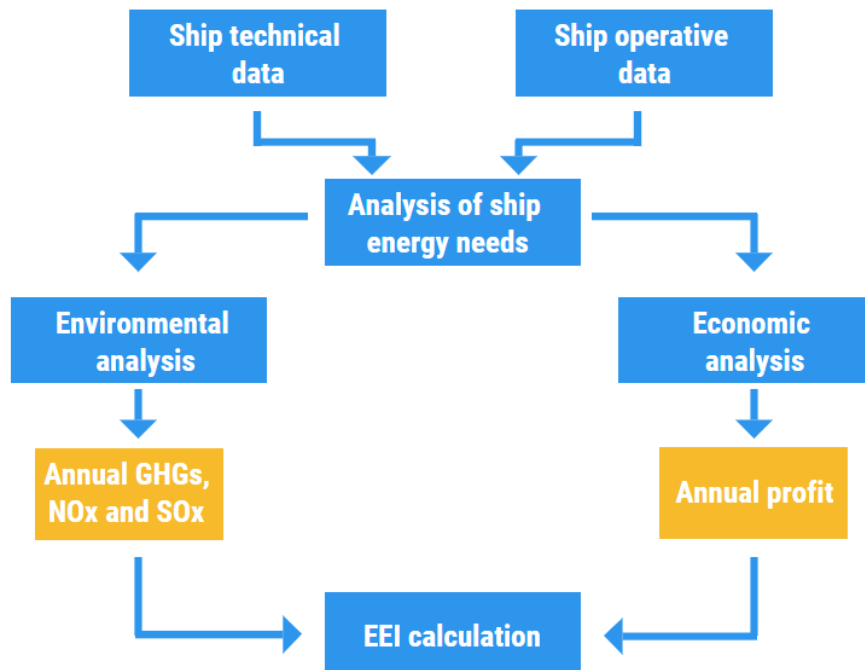 Ship technical
data
Ship operative
data
Analysis of ship
energy needs
Environmental
analysis
Economic
analysis
Annual GHGs,
NOx and SOx
Annual profit
EEI calculation